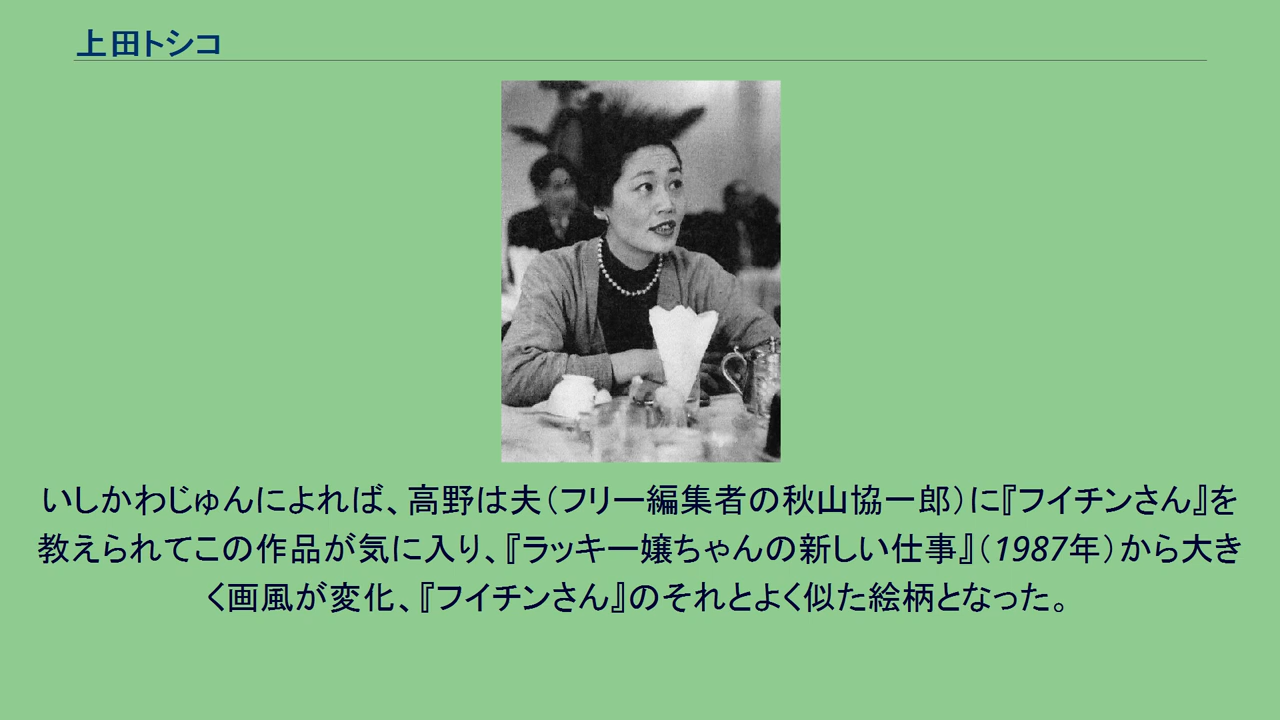 上田トシコ
いしかわじゅんによれば、高野は夫(フリー編集者の秋山協一郎)に『フイチンさん』を
教えられてこの作品が気に入り、『ラッキー嬢ちゃんの新しい仕事』(1987年)から大き
く画風が変化、『フイチンさん』のそれとよく似た絵柄となった。